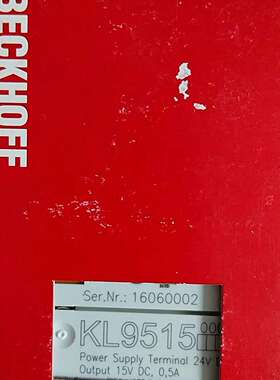 BECKHOFF
Ser.Nr.: 16060002
KL9515
Power Supply Terminal 24V
Output 15V DC, 0,5A